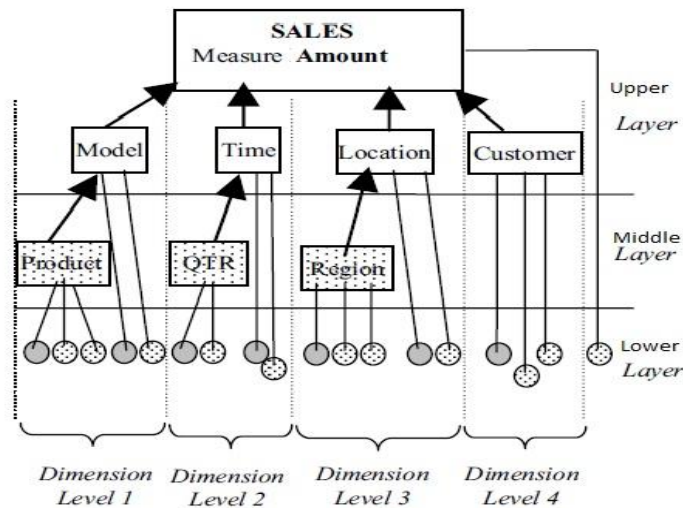 SALES
Measure Amount
Upper
Layer
Model
Time
Location
Customer
Middle
Layer
Product
QTR
Region
Lower
Layer
Dimension
Level 1
Dimension
Level 2
Dimension
Level 3
Dimension
Level 4